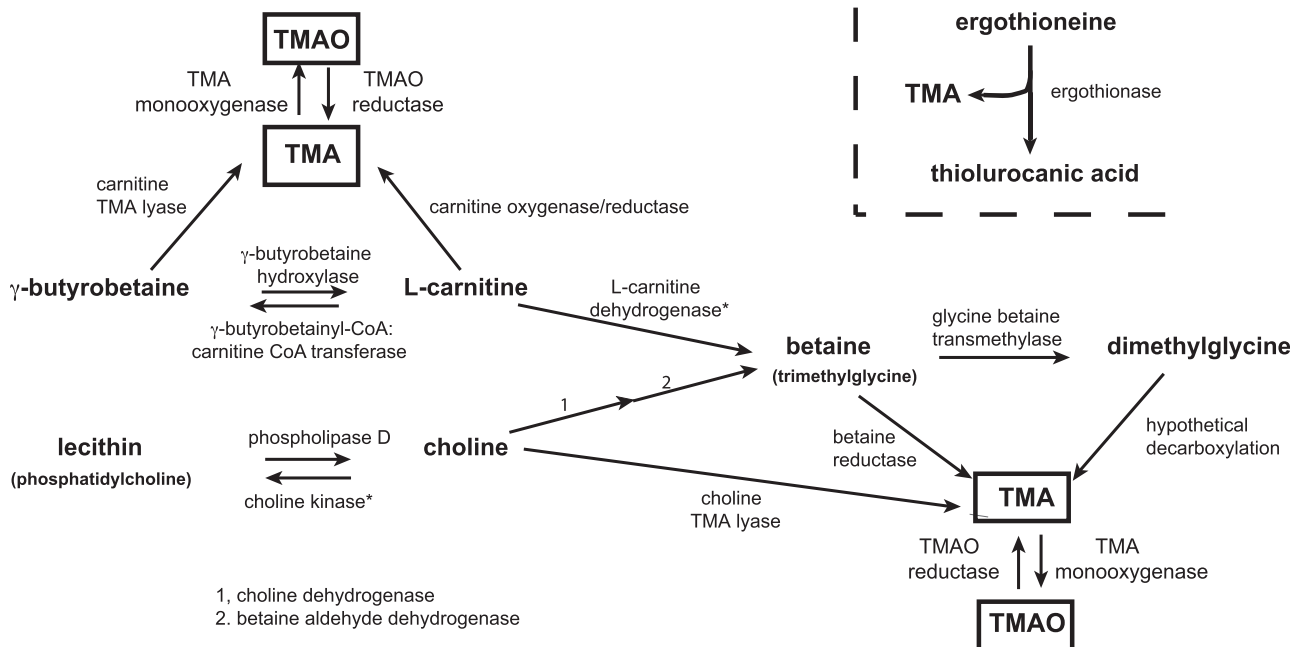 TMAO
TMA
monooxygenase
TMAO
reductase
TMA
carnitine
TMA lyase
carnitine oxygenase/reductase
ergothioneine
TMA
ergothionase
thiolurocanic acid
γ-butyrobetaine
γ-butyrobetaine
hydroxylase
γ-butyrobetainyl-CoA:
carnitine CoA transferase
L-carnitine
L-carnitine
dehydrogenase*
betaine
(trimethylglycine)
glycine betaine
transmethylase
dimethylglycine
1
2
lecithin
(phosphatidylcholine)
phospholipase D
choline kinase*
choline
betaine
reductase
hypothetical
decarboxylation
choline
TMA lyase
TMA
TMAO
reductase
TMA
monooxygenase
TMAO
1, choline dehydrogenase
2. betaine aldehyde dehydrogenase